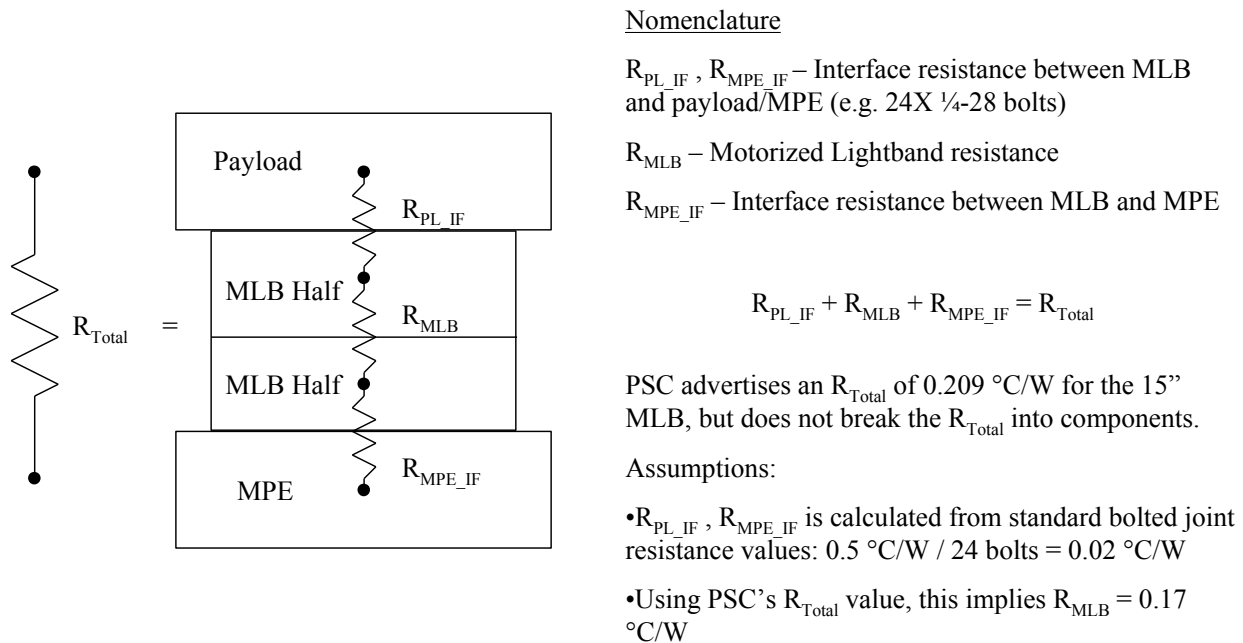 Nomenclature
R_PL_IF , R_MPE_IF – Interface resistance between MLB
and payload/MPE (e.g. 24X ¼-28 bolts)
R_MLB – Motorized Lightband resistance
R_MPE_IF – Interface resistance between MLB and MPE
R_PL_IF + R_MLB + R_MPE_IF = R_Total
PSC advertises an R_Total of 0.209 °C/W for the 15”
MLB, but does not break the R_Total into components.
Assumptions:
•R_PL_IF , R_MPE_IF is calculated from standard bolted joint
resistance values: 0.5 °C/W / 24 bolts = 0.02 °C/W
•Using PSC’s R_Total value, this implies R_MLB = 0.17
°C/W
R_Total =
Payload
R_PL_IF
MLB Half
R_MLB
MLB Half
R_MPE_IF
MPE